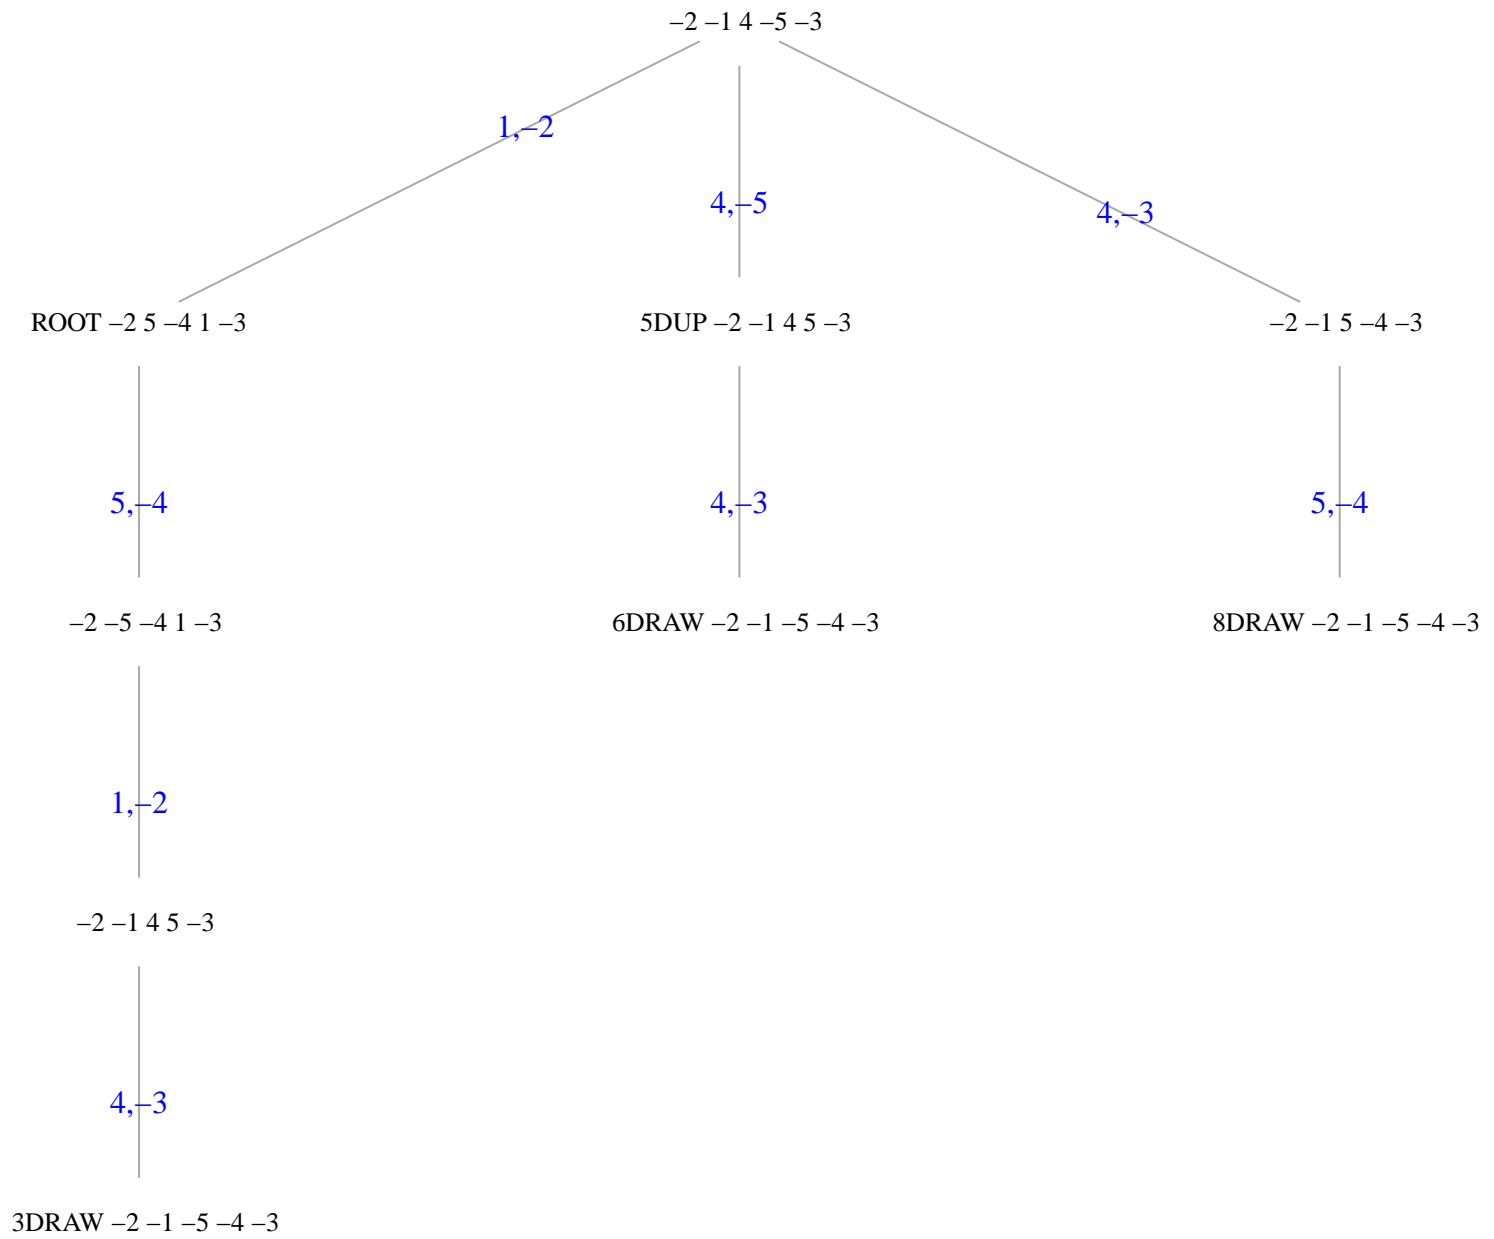 –2 –1 4 –5 –3
1,–2
4,–5
4,–3
ROOT –2 5 –4 1 –3
5DUP –2 –1 4 5 –3
–2 –1 5 –4 –3
5,–4
4,–3
5,–4
–2 –5 –4 1 –3
6DRAW –2 –1 –5 –4 –3
8DRAW –2 –1 –5 –4 –3
1,–2
–2 –1 4 5 –3
4,–3
3DRAW –2 –1 –5 –4 –3